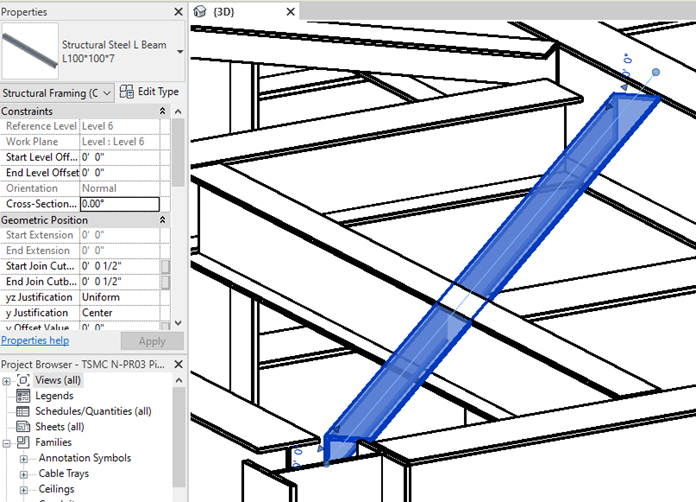 Properties
{3D}
Structural Steel L Beam
L100*100*7
Structural Framing (C
Edit Type
Constraints
Reference Level Level 6
Work Plane Level : Level 6
Start Level Off... 0' 0"
End Level Offset 0' 0"
Orientation Normal
Cross-Section... 0.00°
Geometric Position
Start Extension 0' 0"
End Extension 0' 0"
Start Join Cut... 0' 0 1/2"
End Join Cutb... 0' 0 1/2"
yz Justification Uniform
y Justification Center
y Offset Value 0' 0"
Properties help
Apply
Project Browser - TSMC N-PR03 Pi...
Views (all)
Legends
Schedules/Quantities (all)
Sheets (all)
Families
Annotation Symbols
Cable Trays
Ceilings